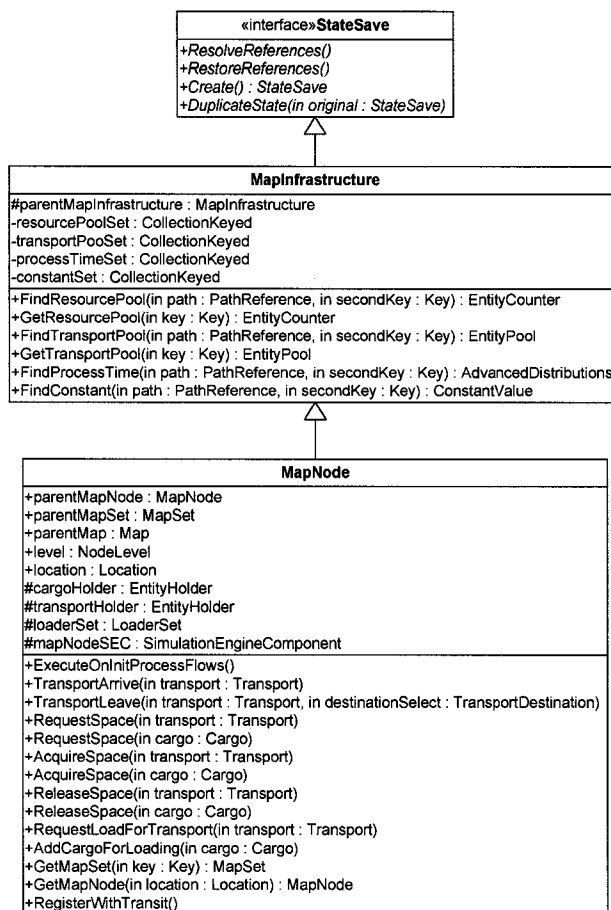 «interface»StateSave
+ResolveReferences()
+RestoreReferences()
+Create() : StateSave
+DuplicateState(in original : StateSave)
MapInfrastructure
#parentMapInfrastructure : MapInfrastructure
-resourcePoolSet : CollectionKeyed
-transportPooSet : CollectionKeyed
-processTimeSet : CollectionKeyed
-constantSet : CollectionKeyed
+FindResourcePool(in path : PathReference, in secondKey : Key) : EntityCounter
+GetResourcePool(in key : Key) : EntityCounter
+FindTransportPool(in path : PathReference, in secondKey : Key) : EntityPool
+GetTransportPool(in key : Key) : EntityPool
+FindProcessTime(in path : PathReference, in secondKey : Key) : AdvancedDistributions
+FindConstant(in path : PathReference, in secondKey : Key) : ConstantValue
MapNode
+parentMapNode : MapNode
+parentMapSet : MapSet
+parentMap : Map
+level : NodeLevel
+location : Location
#cargoHolder : EntityHolder
#transportHolder : EntityHolder
#loaderSet : LoaderSet
#mapNodeSEC : SimulationEngineComponent
+ExecuteOnInitProcessFlows()
+TransportArrive(in transport : Transport)
+TransportLeave(in transport : Transport, in destinationSelect : TransportDestination)
+RequestSpace(in transport : Transport)
+RequestSpace(in cargo : Cargo)
+AcquireSpace(in transport : Transport)
+AcquireSpace(in cargo : Cargo)
+ReleaseSpace(in transport : Transport)
+ReleaseSpace(in cargo : Cargo)
+RequestLoadForTransport(in transport : Transport)
+AddCargoForLoading(in cargo : Cargo)
+GetMapSet(in key : Key) : MapSet
+GetMapNode(in location : Location) : MapNode
+RegisterWithTransit()